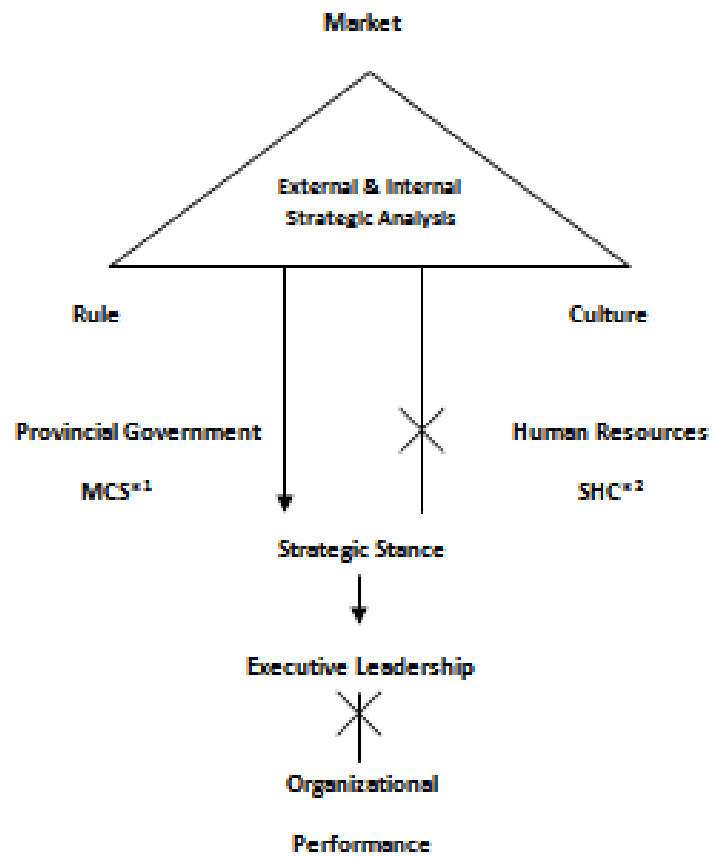 Market
External & Internal
Strategic Analysis
Rule
Culture
Provincial Government
Human Resources
MCS*1
SHC*2
Strategic Stance
Executive Leadership
Organizational
Performance